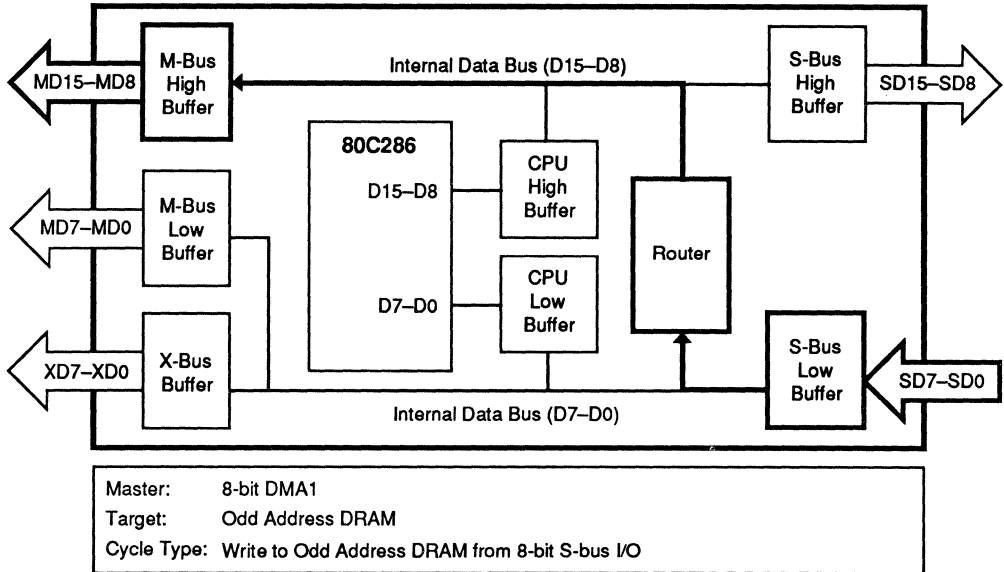 MD15–MD8
M-Bus
High
Buffer
Internal Data Bus (D15–D8)
S-Bus
High
Buffer
SD15–SD8
80C286
D15–D8
CPU
High
Buffer
MD7–MD0
M-Bus
Low
Buffer
Router
D7–D0
CPU
Low
Buffer
XD7–XD0
X-Bus
Buffer
S-Bus
Low
Buffer
SD7–SD0
Internal Data Bus (D7–D0)
Master: 8-bit DMA1
Target: Odd Address DRAM
Cycle Type: Write to Odd Address DRAM from 8-bit S-bus I/O